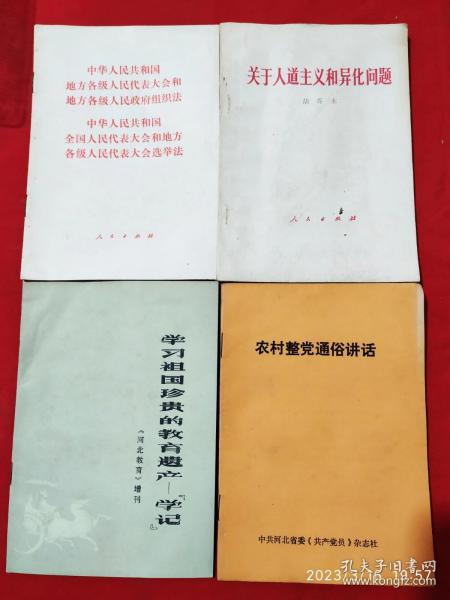 中华人民共和国
地方各级人民代表大会和
地方各级人民政府组织法
中华人民共和国
全国人民代表大会和地方
各级人民代表大会选举法
人民出版社
关于人道主义和异化问题
胡乔木
人民出版社
学习祖国珍贵的教育遗产—《学记》
《河北教育》增刊
农村整党通俗讲话
中共河北省委《共产党员》杂志社
孔夫子旧书网